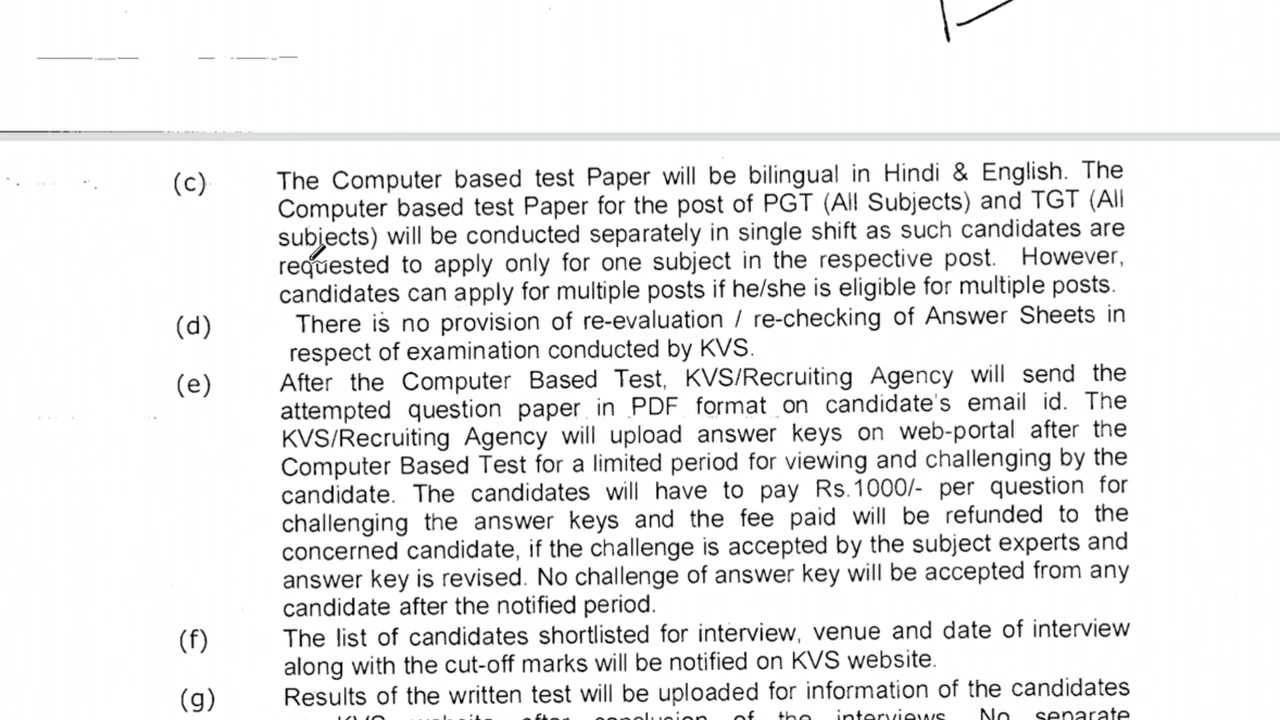 (c) The Computer based test Paper will be bilingual in Hindi & English. The
Computer based test Paper for the post of PGT (All Subjects) and TGT (All
subjects) will be conducted separately in single shift as such candidates are
requested to apply only for one subject in the respective post. However,
candidates can apply for multiple posts if he/she is eligible for multiple posts.
(d) There is no provision of re-evaluation / re-checking of Answer Sheets in
respect of examination conducted by KVS.
(e) After the Computer Based Test, KVS/Recruiting Agency will send the
attempted question paper in PDF format on candidate's email id. The
KVS/Recruiting Agency will upload answer keys on web-portal after the
Computer Based Test for a limited period for viewing and challenging by the
candidate. The candidates will have to pay Rs.1000/- per question for
challenging the answer keys and the fee paid will be refunded to the
concerned candidate, if the challenge is accepted by the subject experts and
answer key is revised. No challenge of answer key will be accepted from any
candidate after the notified period.
(f) The list of candidates shortlisted for interview, venue and date of interview
along with the cut-off marks will be notified on KVS website.
(g) Results of the written test will be uploaded for information of the candidates
KVS website after conclusion of the interviews. No separate